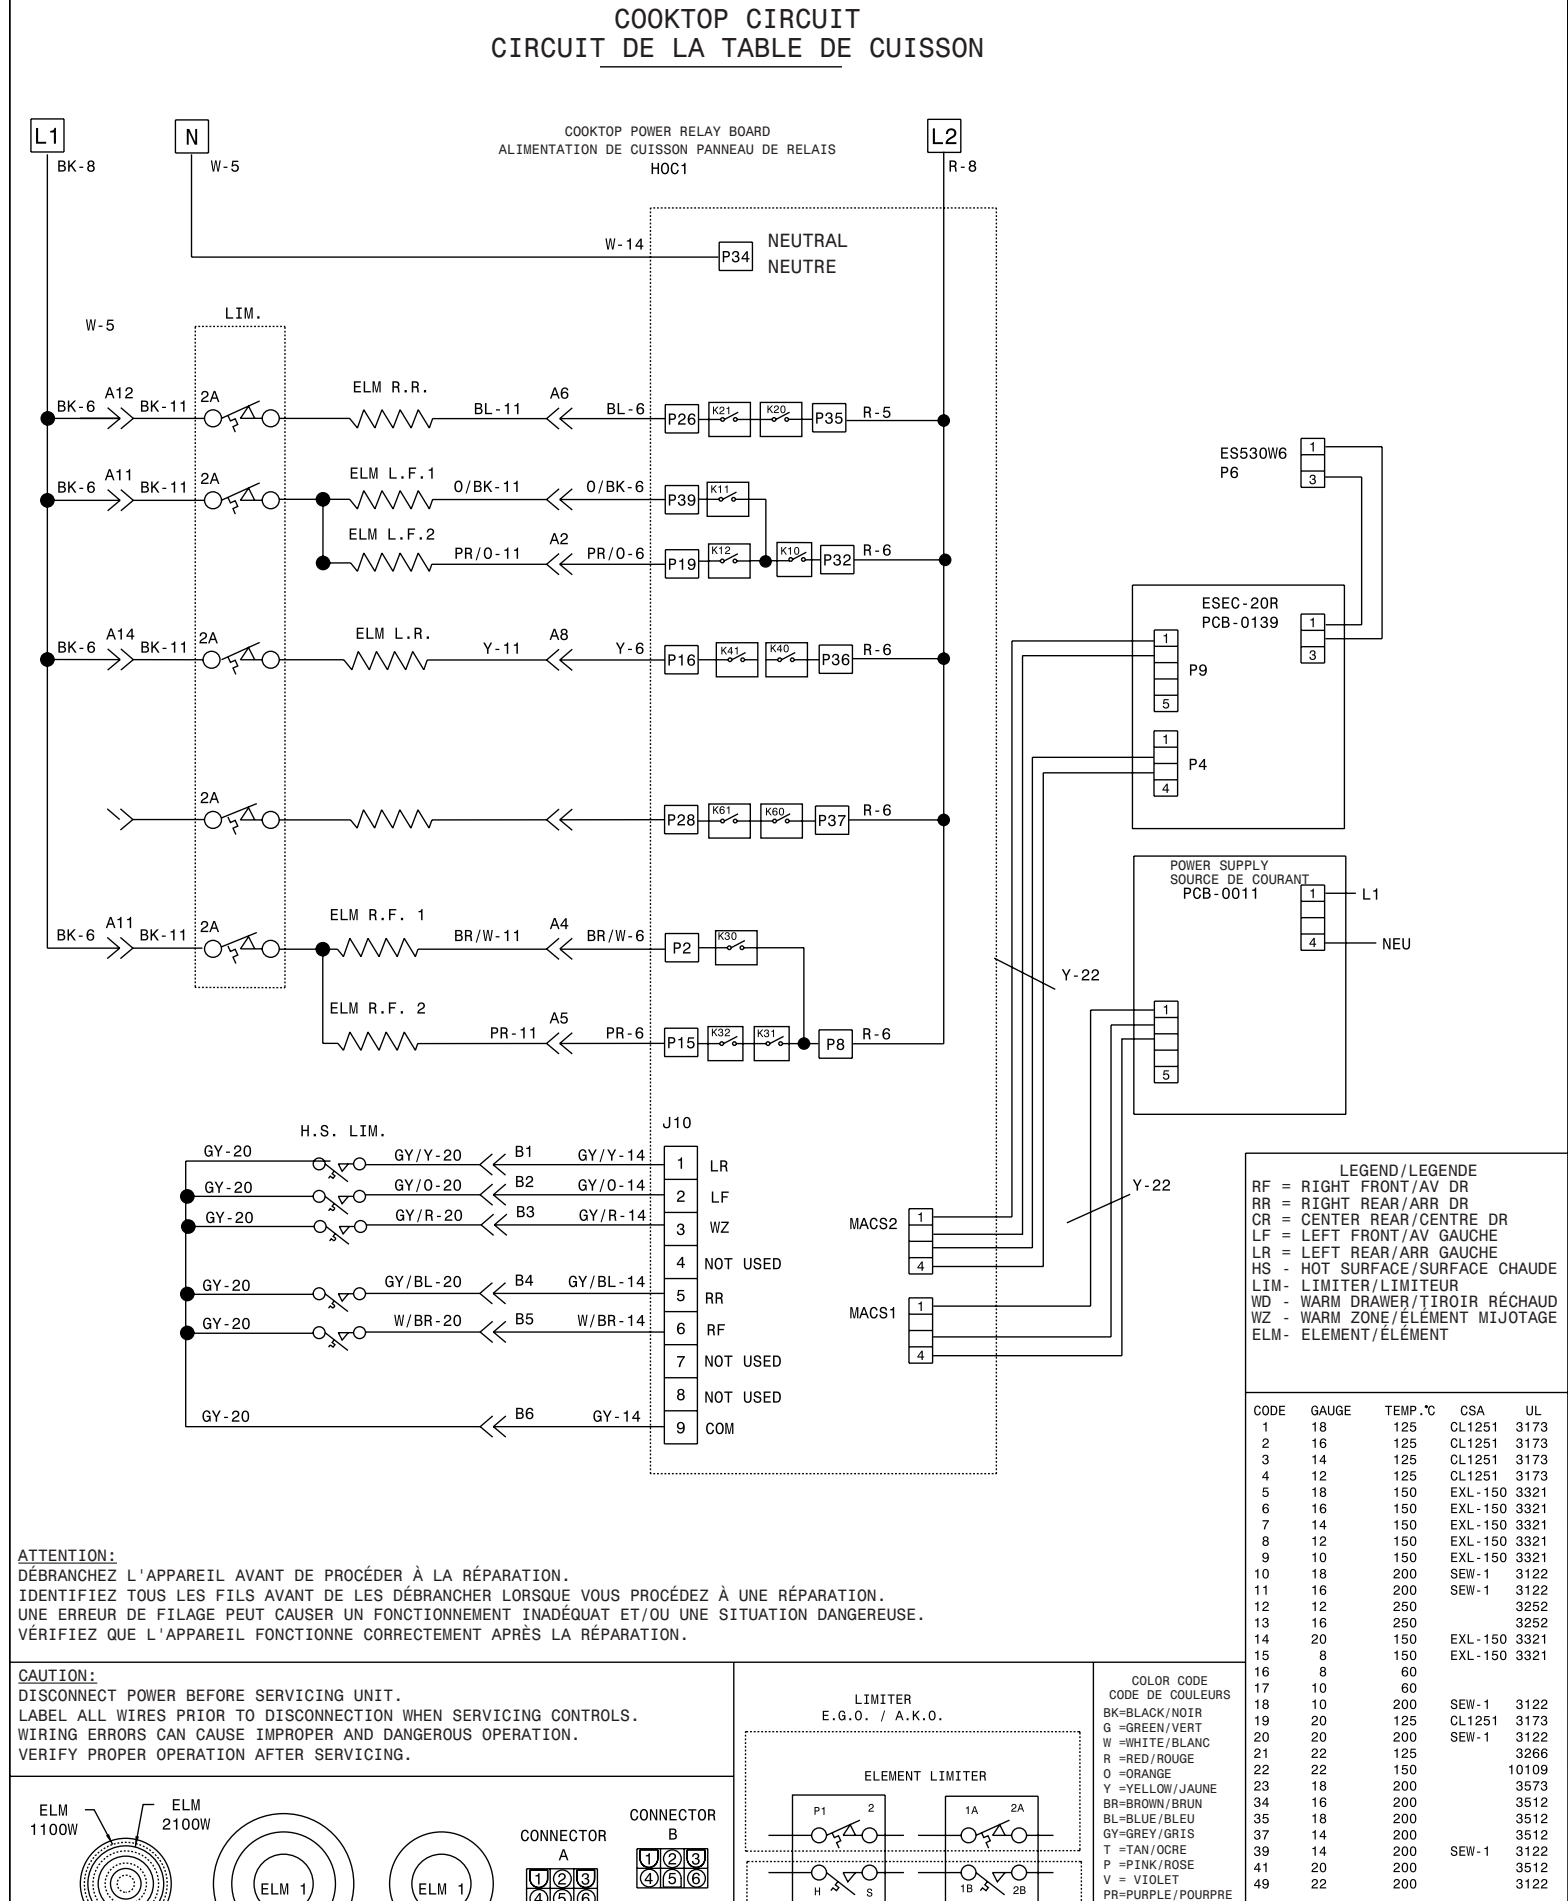 COOKTOP CIRCUIT
CIRCUIT DE LA TABLE DE CUISSON
L1
N
COOKTOP POWER RELAY BOARD
ALIMENTATION DE CUISSON PANNEAU DE RELAIS
HOC1
L2
BK-8
W-5
R-8
W-14
P34
NEUTRAL
NEUTRE
W-5
LIM.
BK-6 A12 BK-11 2A ELM R.R. BL-11 A6 BL-6 P26 K21 K20 P35 R-5
BK-6 A11 BK-11 2A ELM L.F.1 O/BK-11 O/BK-6 P39 K11
ELM L.F.2 PR/O-11 A2 PR/O-6 P19 K12 K10 P32 R-6
BK-6 A14 BK-11 2A ELM L.R. Y-11 A8 Y-6 P16 K41 K40 P36 R-6
2A P28 K61 K60 P37 R-6
BK-6 A11 BK-11 2A ELM R.F. 1 BR/W-11 A4 BR/W-6 P2 K30
ELM R.F. 2 PR-11 A5 PR-6 P15 K32 K31 P8 R-6
ES530W6
P6
1
3
ESEC-20R
PCB-0139
1
3
1
5
P9
1
4
P4
POWER SUPPLY
SOURCE DE COURANT
PCB-0011
1 L1
4 NEU
1
5
Y-22
Y-22
J10
H.S. LIM.
GY-20 GY/Y-20 B1 GY/Y-14 1 LR
GY-20 GY/O-20 B2 GY/O-14 2 LF
GY-20 GY/R-20 B3 GY/R-14 3 WZ
4 NOT USED
GY-20 GY/BL-20 B4 GY/BL-14 5 RR
GY-20 W/BR-20 B5 W/BR-14 6 RF
7 NOT USED
8 NOT USED
GY-20 B6 GY-14 9 COM
MACS2 1
4
MACS1 1
4
LEGEND/LEGENDE
RF = RIGHT FRONT/AV DR
RR = RIGHT REAR/ARR DR
CR = CENTER REAR/CENTRE DR
LF = LEFT FRONT/AV GAUCHE
LR = LEFT REAR/ARR GAUCHE
HS - HOT SURFACE/SURFACE CHAUDE
LIM- LIMITER/LIMITEUR
WD - WARM DRAWER/TIROIR RÉCHAUD
WZ - WARM ZONE/ÉLÉMENT MIJOTAGE
ELM- ELEMENT/ÉLÉMENT
CODE GAUGE TEMP.°C CSA UL
1 18 125 CL1251 3173
2 16 125 CL1251 3173
3 14 125 CL1251 3173
4 12 125 CL1251 3173
5 18 150 EXL-150 3321
6 16 150 EXL-150 3321
7 14 150 EXL-150 3321
8 12 150 EXL-150 3321
9 10 150 EXL-150 3321
10 18 200 SEW-1 3122
11 16 200 SEW-1 3122
12 12 250 3252
13 16 250 3252
14 20 150 EXL-150 3321
15 8 150 EXL-150 3321
16 8 60
17 10 60
18 10 200 SEW-1 3122
19 20 125 CL1251 3173
20 20 200 SEW-1 3122
21 22 125 3266
22 22 150 10109
23 18 200 3573
34 16 200 3512
35 18 200 3512
37 14 200 3512
39 14 200 SEW-1 3122
41 20 200 3512
49 22 200 3122
ATTENTION:
DÉBRANCHEZ L'APPAREIL AVANT DE PROCÉDER À LA RÉPARATION.
IDENTIFIEZ TOUS LES FILS AVANT DE LES DÉBRANCHER LORSQUE VOUS PROCÉDEZ À UNE RÉPARATION.
UNE ERREUR DE FILAGE PEUT CAUSER UN FONCTIONNEMENT INADÉQUAT ET/OU UNE SITUATION DANGEREUSE.
VÉRIFIEZ QUE L'APPAREIL FONCTIONNE CORRECTEMENT APRÈS LA RÉPARATION.
CAUTION:
DISCONNECT POWER BEFORE SERVICING UNIT.
LABEL ALL WIRES PRIOR TO DISCONNECTION WHEN SERVICING CONTROLS.
WIRING ERRORS CAN CAUSE IMPROPER AND DANGEROUS OPERATION.
VERIFY PROPER OPERATION AFTER SERVICING.
ELM
1100W
ELM
2100W
ELM 1
ELM 1
CONNECTOR
A
1 2 3
4 5 6
CONNECTOR
B
1 2 3
4 5 6
LIMITER
E.G.O. / A.K.O.
ELEMENT LIMITER
P1 2 1A 2A
H S 1B 2B
COLOR CODE
CODE DE COULEURS
BK=BLACK/NOIR
G =GREEN/VERT
W =WHITE/BLANC
R =RED/ROUGE
O =ORANGE
Y =YELLOW/JAUNE
BR=BROWN/BRUN
BL=BLUE/BLEU
GY=GREY/GRIS
T =TAN/OCRE
P =PINK/ROSE
V = VIOLET
PR=PURPLE/POURPRE